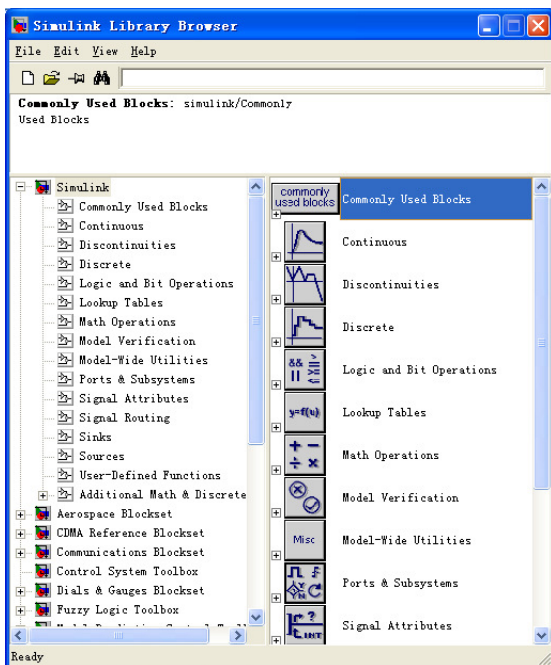 Simulink Library Browser
File Edit View Help
Commonly Used Blocks: simulink/Commonly
Used Blocks
Simulink
Commonly Used Blocks
Continuous
Discontinuities
Discrete
Logic and Bit Operations
Lookup Tables
Math Operations
Model Verification
Model-Wide Utilities
Ports & Subsystems
Signal Attributes
Signal Routing
Sinks
Sources
User-Defined Functions
Additional Math & Discrete
Aerospace Blockset
CDMA Reference Blockset
Communications Blockset
Control System Toolbox
Dials & Gauges Blockset
Fuzzy Logic Toolbox
commonly
used blocks
Commonly Used Blocks
Continuous
Discontinuities
Discrete
Logic and Bit Operations
y=f(u)
Lookup Tables
Math Operations
Model Verification
Misc
Model-Wide Utilities
Ports & Subsystems
INT
Signal Attributes
Ready